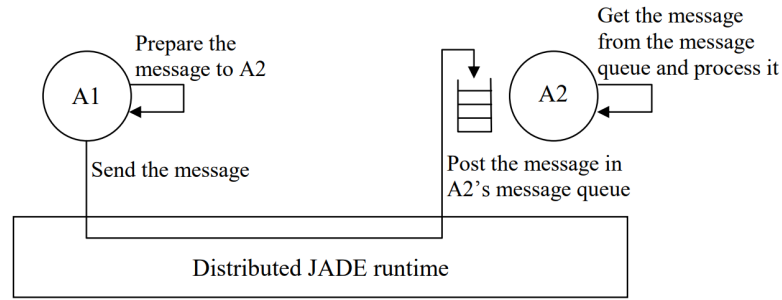 Prepare the
message to A2
A1
Send the message
Get the message
from the message
queue and process it
A2
Post the message in
A2’s message queue
Distributed JADE runtime